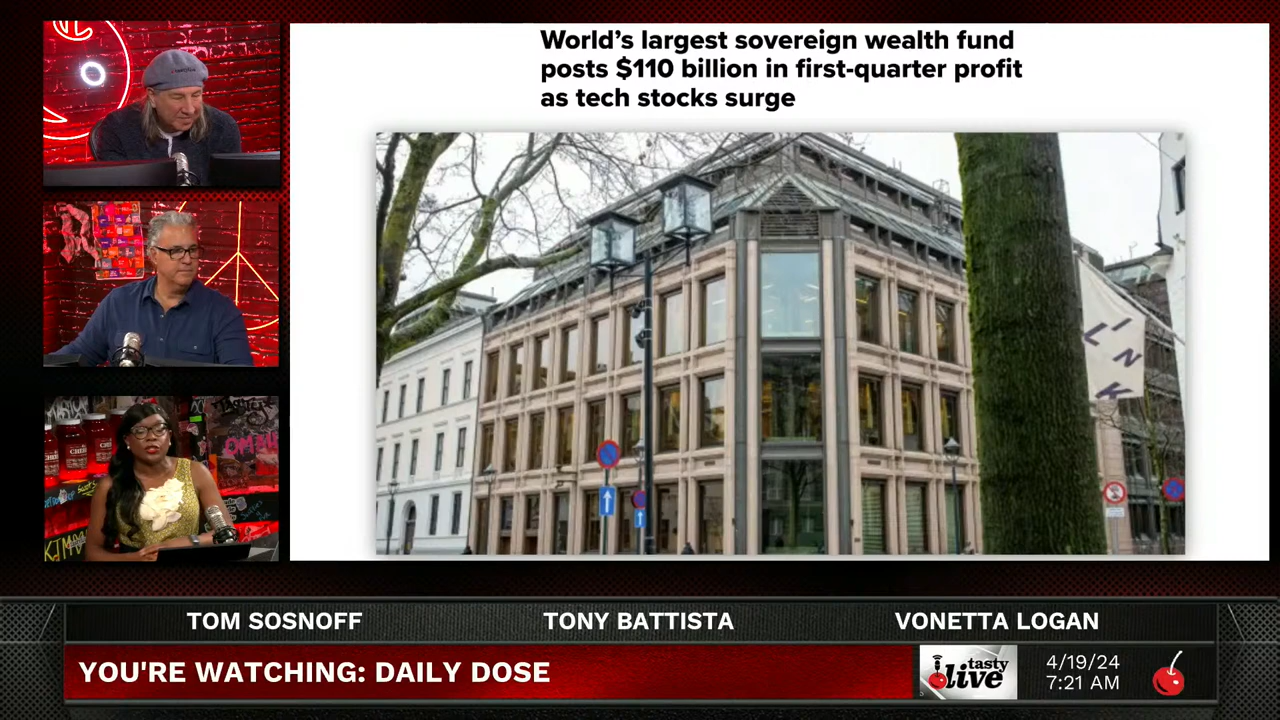 World's largest sovereign wealth fund
posts $110 billion in first-quarter profit
as tech stocks surge
LINK
TOM SOSNOFF
TONY BATTISTA
VONETTA LOGAN
YOU'RE WATCHING: DAILY DOSE
tasty
live
4/19/24
7:21 AM